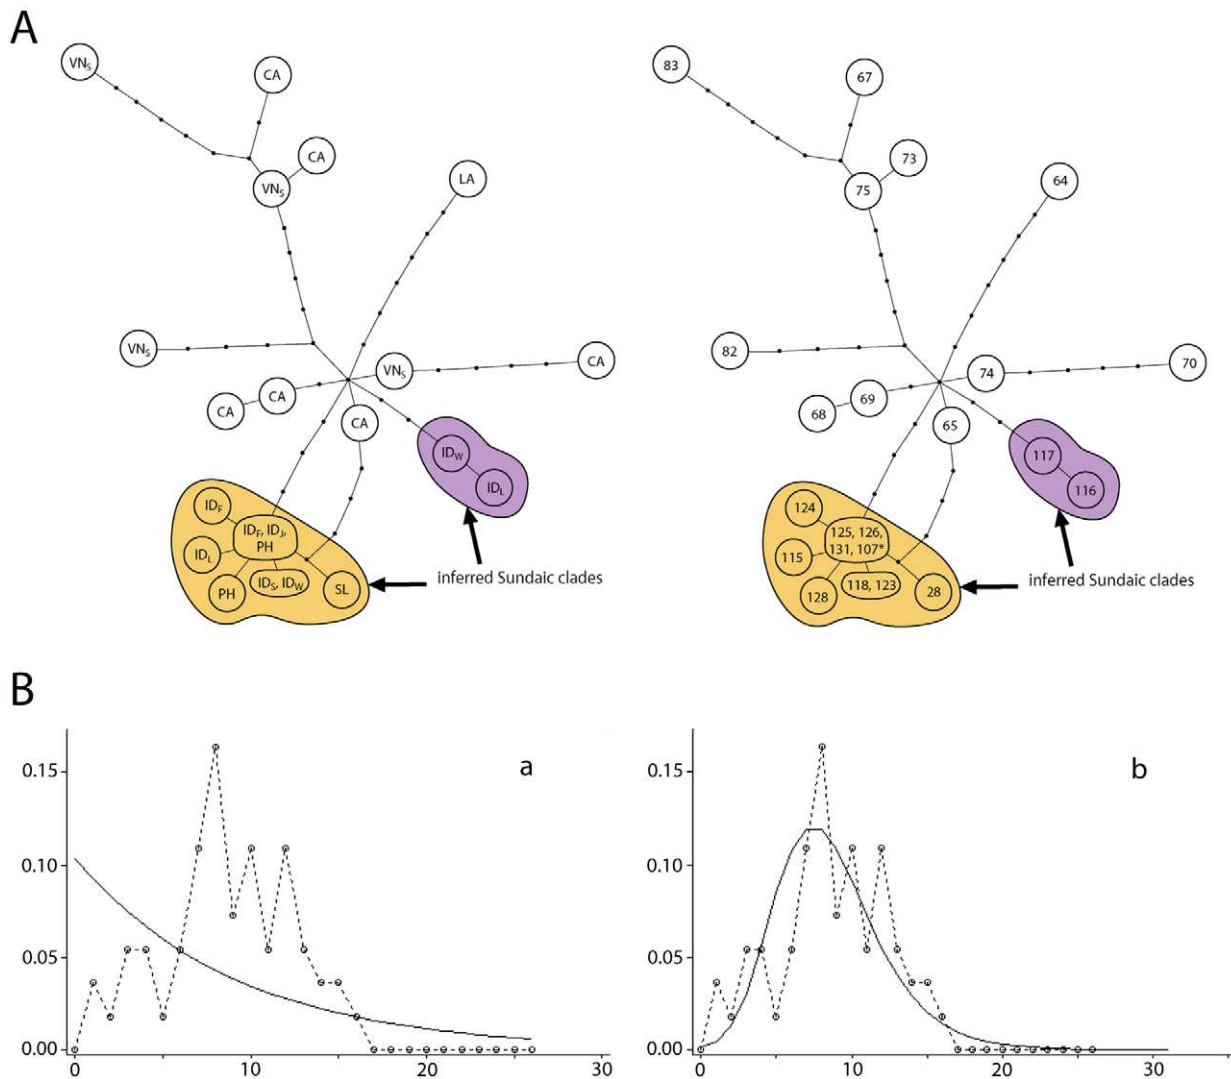 A
VNS
CA
CA
VNS
LA
VNS
VNS
CA
CA
CA
CA
IDW
IDL
IDF
IDF, IDJ,
PH
IDL
PH
IDS, IDW
SL
inferred Sundaic clades
83
67
73
75
64
82
74
70
69
68
65
117
116
124
125, 126,
131, 107*
115
128
118, 123
28
inferred Sundaic clades
B
a
0.15
0.10
0.05
0.00
0 10 20 30
b
0.15
0.10
0.05
0.00
0 10 20 30